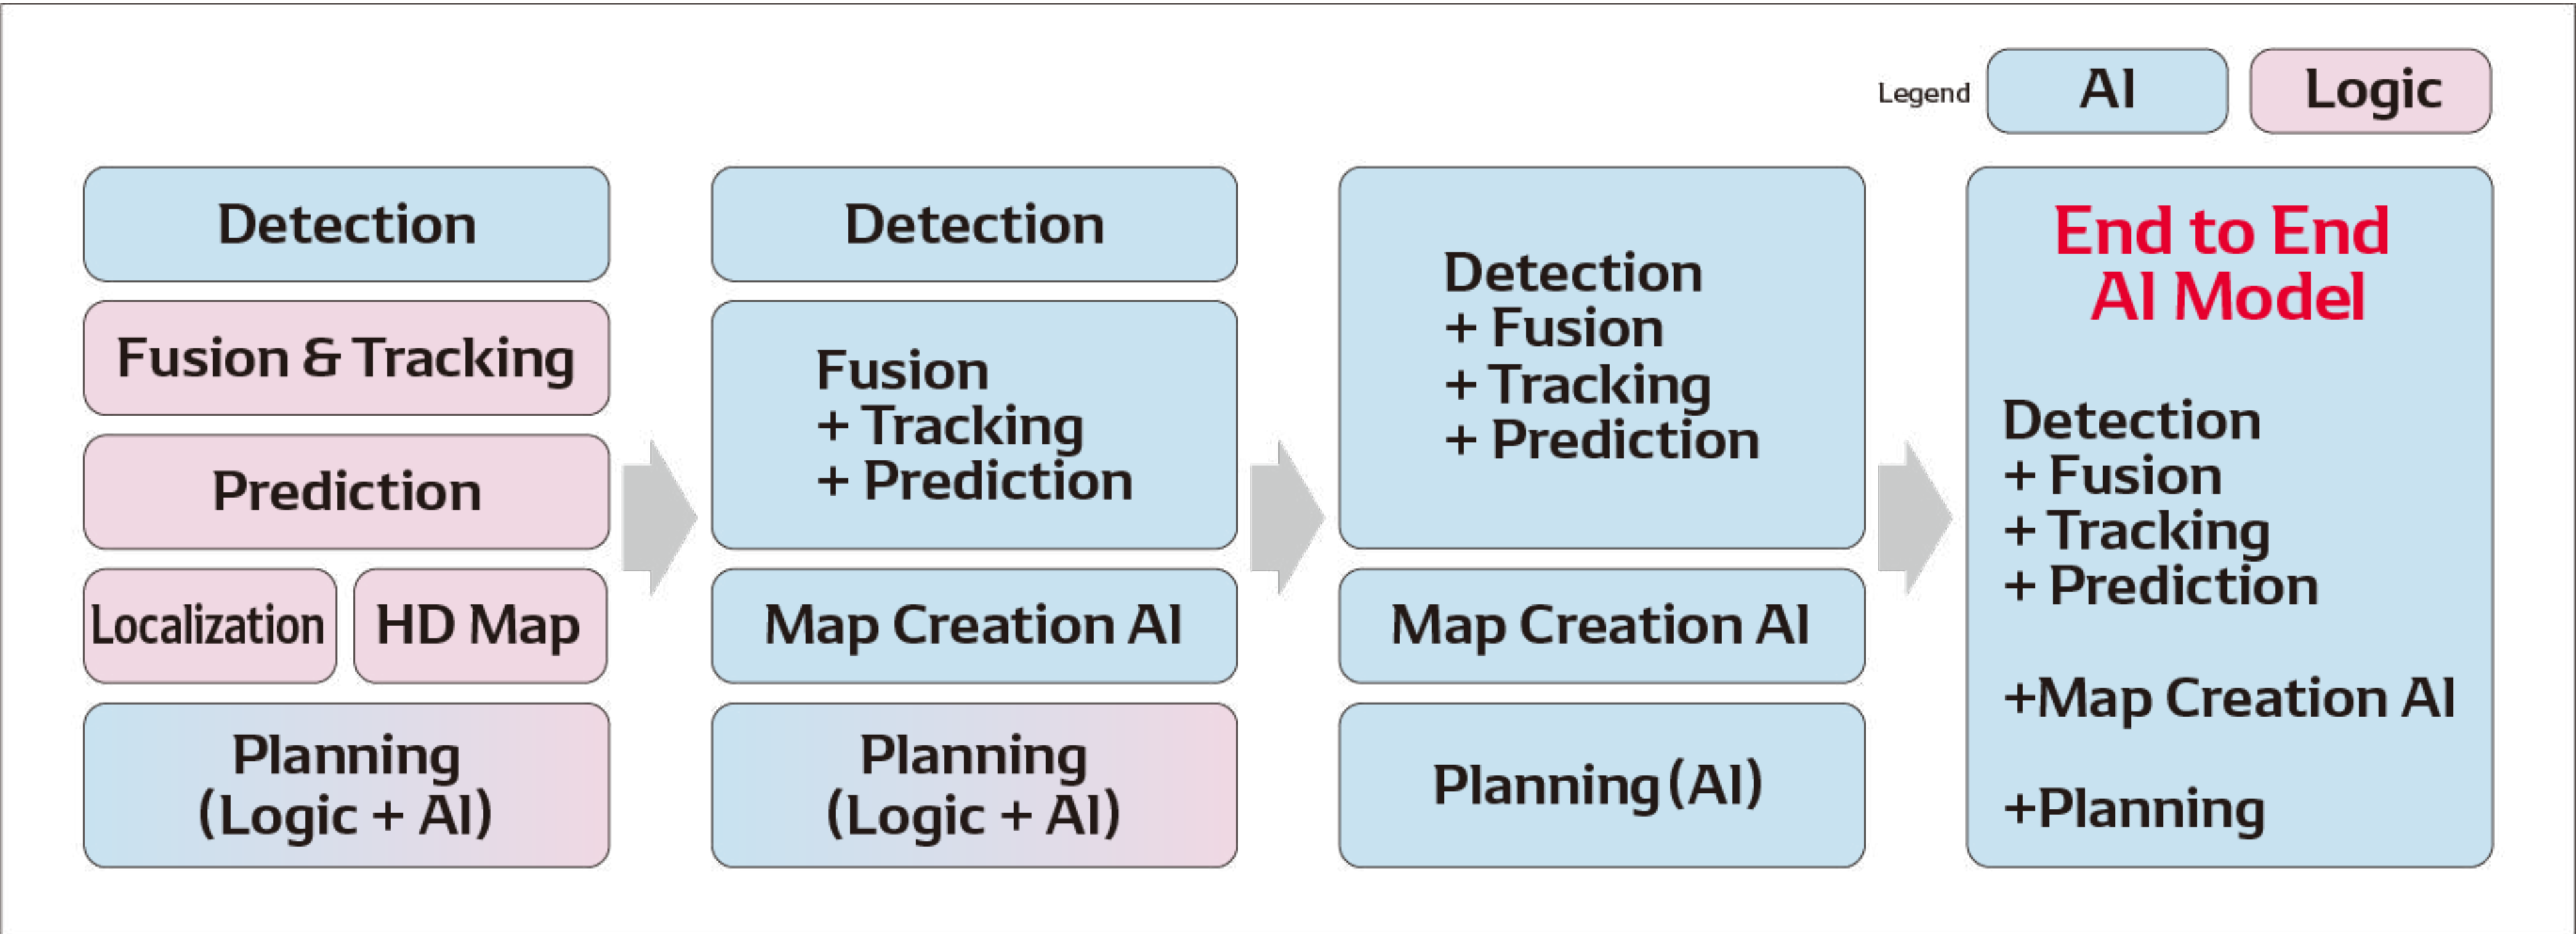 Legend
AI
Logic
Detection
Fusion & Tracking
Prediction
Localization
HD Map
Planning
(Logic + AI)
Detection
Fusion
+ Tracking
+ Prediction
Map Creation AI
Planning
(Logic + AI)
Detection
+ Fusion
+ Tracking
+ Prediction
Map Creation AI
Planning (AI)
End to End
AI Model
Detection
+ Fusion
+ Tracking
+ Prediction
+Map Creation AI
+Planning